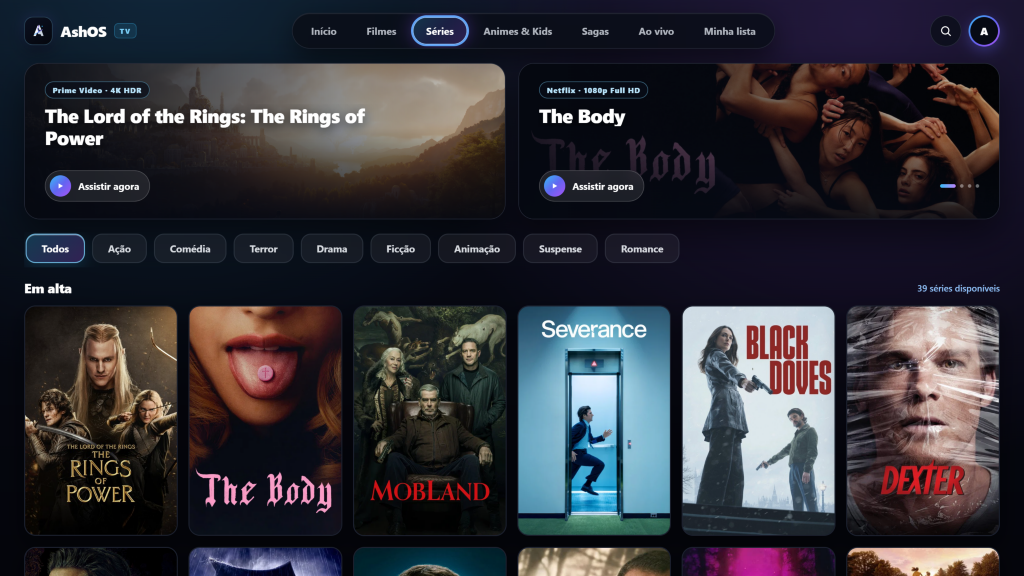 A AshOS TV
Início Filmes Séries Animes & Kids Sagas Ao vivo Minha lista
A
Prime Video · 4K HDR
The Lord of the Rings: The Rings of
Power
Assistir agora
Netflix · 1080p Full HD
The Body
The Body
Assistir agora
Todos Ação Comédia Terror Drama Ficção Animação Suspense Romance
Em alta
39 séries disponíveis
THE LORD OF THE RINGS
THE
RINGS
OF
POWER
The Body
MOBLAND
Severance
BLACK
DOVES
DEXTER